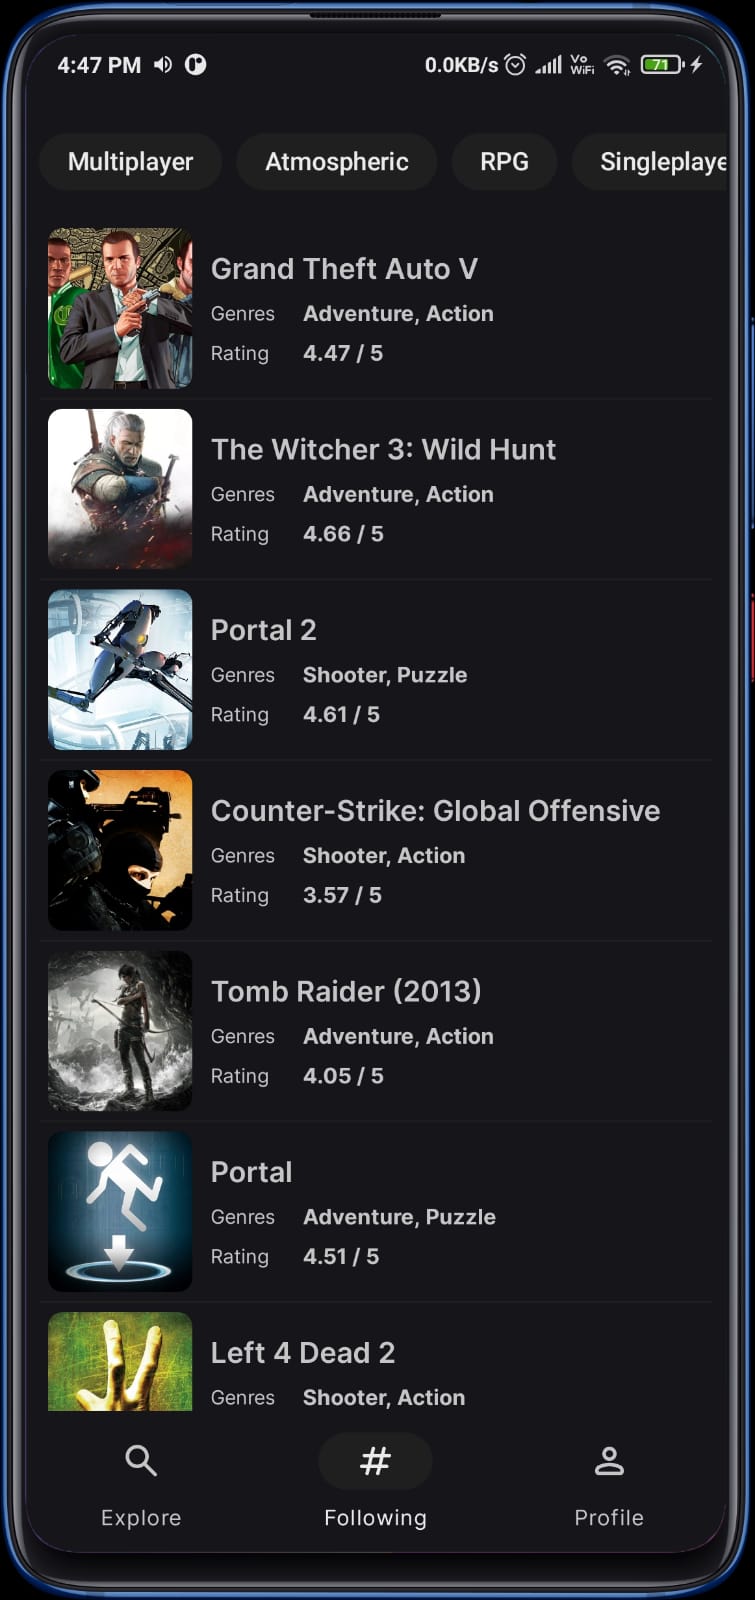 4:47 PM 0.0KB/s Vo WiFi 71
Multiplayer Atmospheric RPG Singleplaye
Grand Theft Auto V
Genres Adventure, Action
Rating 4.47 / 5
The Witcher 3: Wild Hunt
Genres Adventure, Action
Rating 4.66 / 5
Portal 2
Genres Shooter, Puzzle
Rating 4.61 / 5
Counter-Strike: Global Offensive
Genres Shooter, Action
Rating 3.57 / 5
Tomb Raider (2013)
Genres Adventure, Action
Rating 4.05 / 5
Portal
Genres Adventure, Puzzle
Rating 4.51 / 5
Left 4 Dead 2
Genres Shooter, Action
#
Explore Following Profile